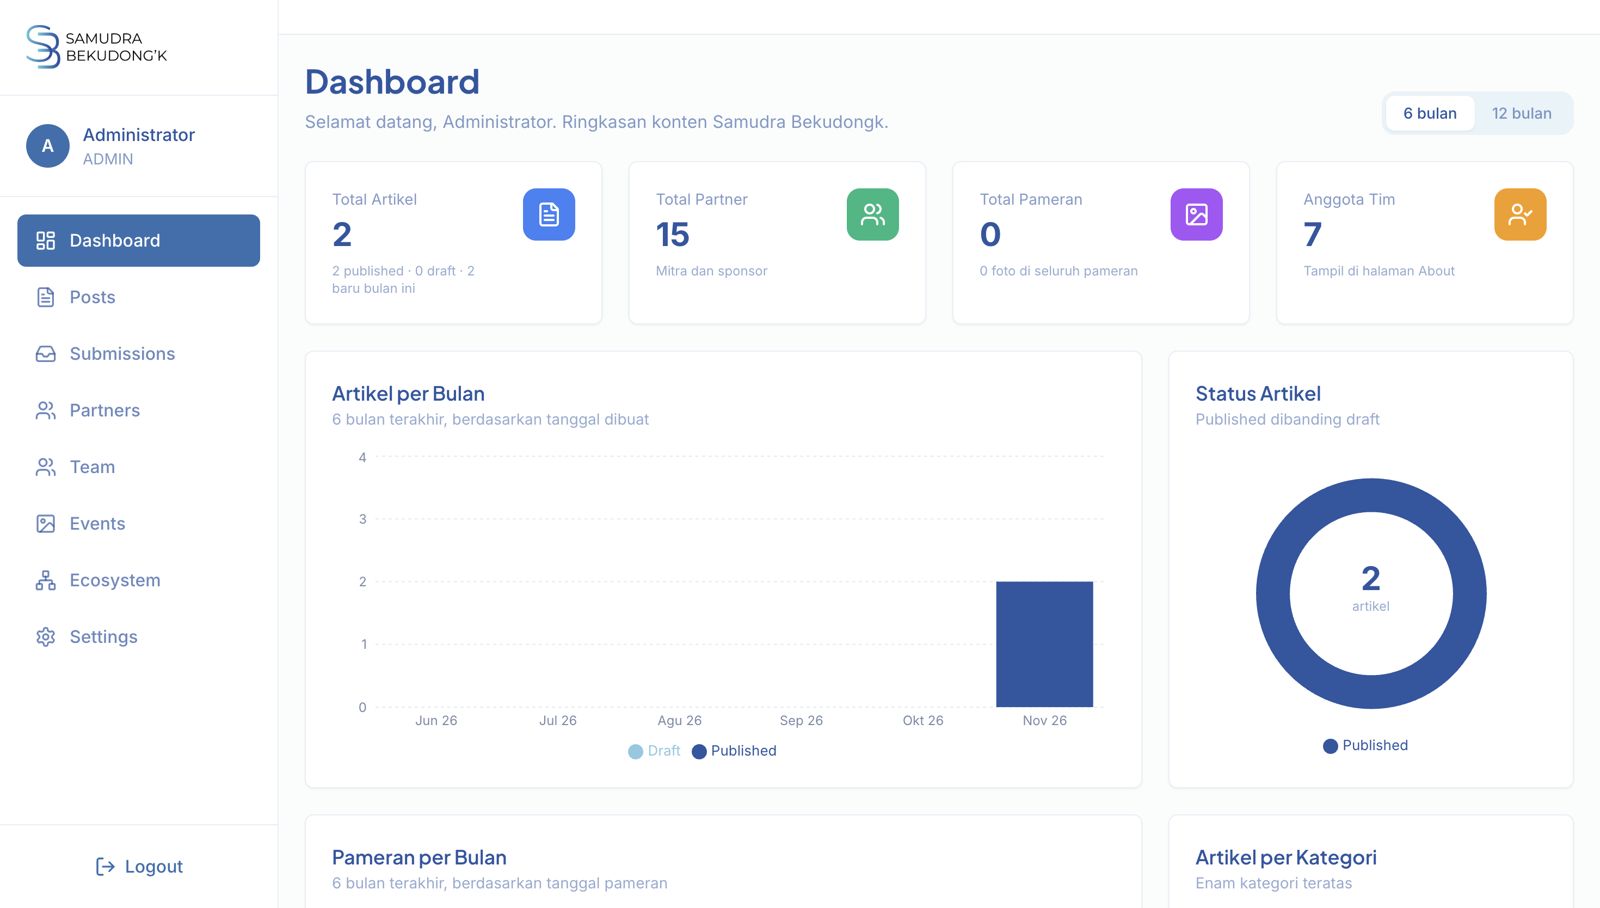 SAMUDRA
BEKUDONG'K
A
Administrator
ADMIN
Dashboard
Posts
Submissions
Partners
Team
Events
Ecosystem
Settings
Logout
Dashboard
Selamat datang, Administrator. Ringkasan konten Samudra Bekudongk.
6 bulan
12 bulan
Total Artikel
2
2 published · 0 draft · 2
baru bulan ini
Total Partner
15
Mitra dan sponsor
Total Pameran
0
0 foto di seluruh pameran
Anggota Tim
7
Tampil di halaman About
Artikel per Bulan
6 bulan terakhir, berdasarkan tanggal dibuat
4
3
2
1
0
Jun 26
Jul 26
Agu 26
Sep 26
Okt 26
Nov 26
Draft
Published
Status Artikel
Published dibanding draft
2
artikel
Published
Pameran per Bulan
6 bulan terakhir, berdasarkan tanggal pameran
Artikel per Kategori
Enam kategori teratas